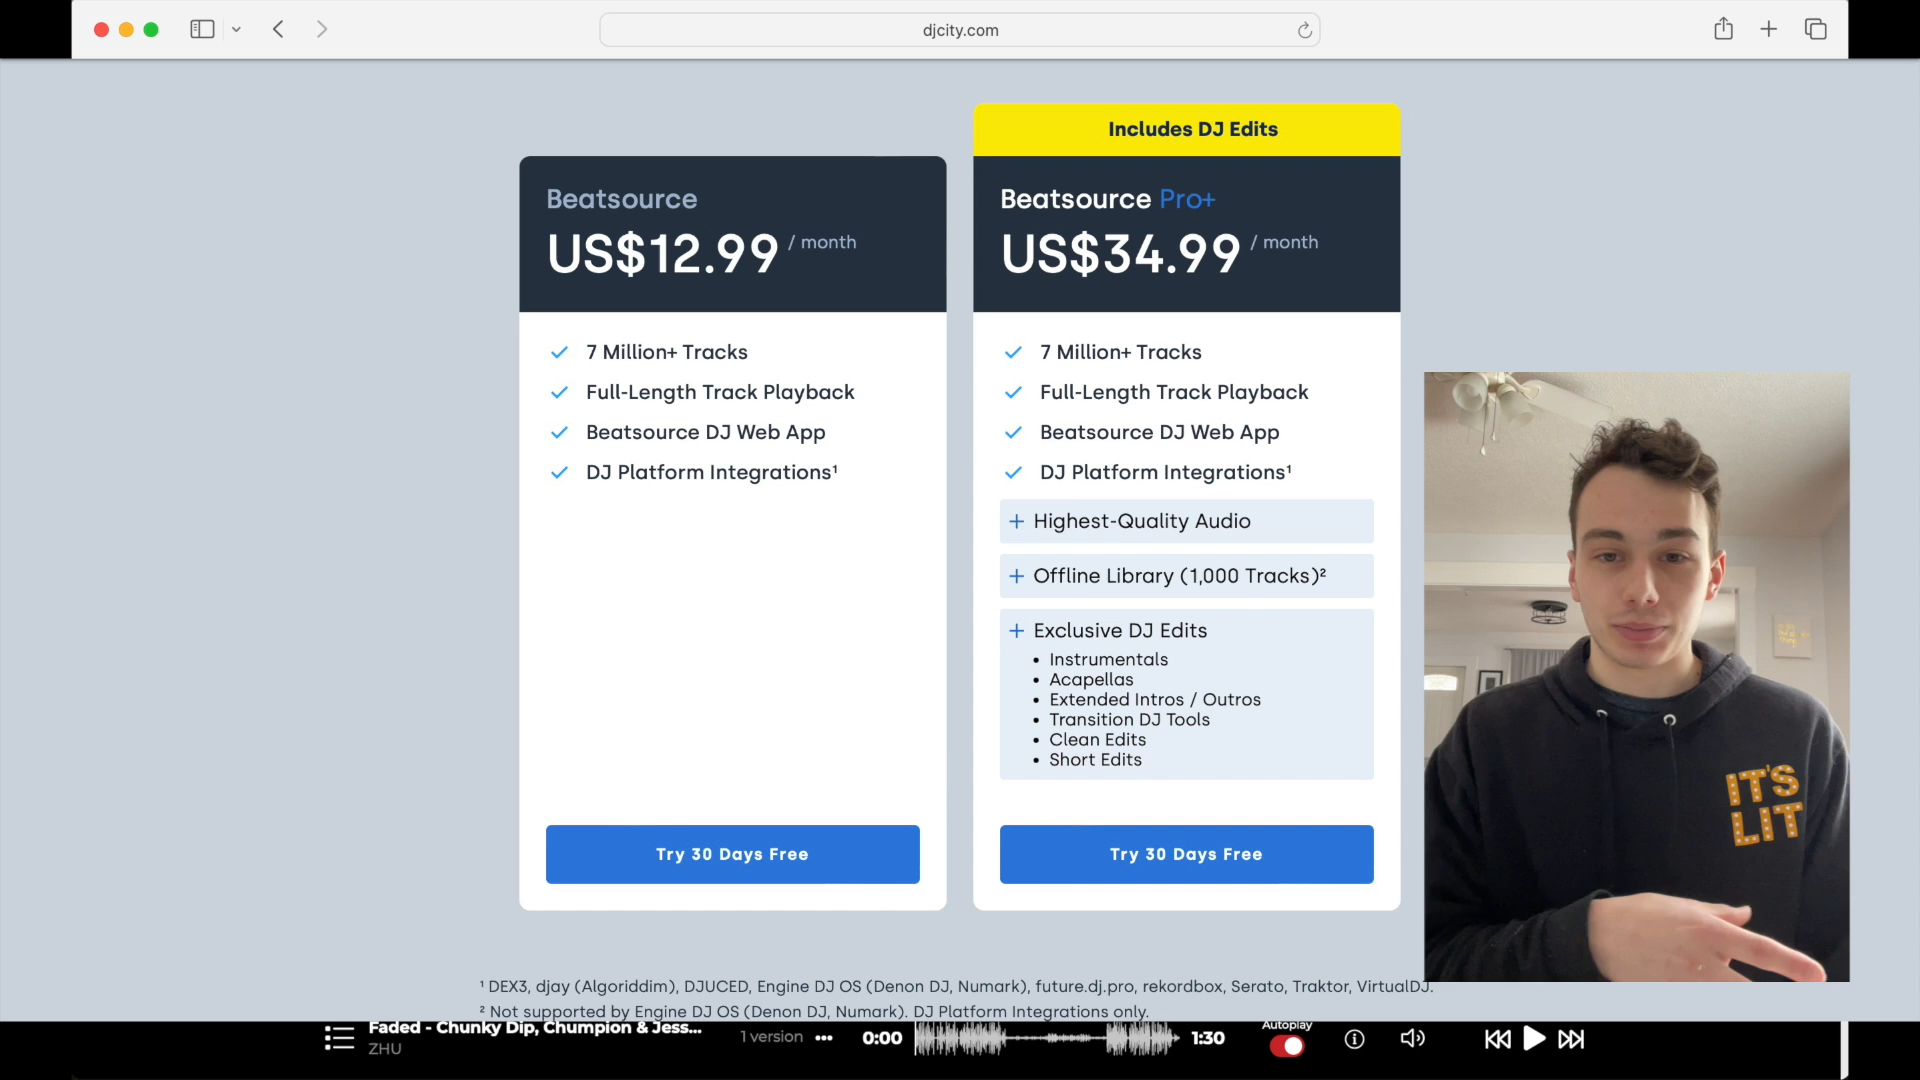 djcity.com
Includes DJ Edits
Beatsource
US$12.99 / month
7 Million+ Tracks
Full-Length Track Playback
Beatsource DJ Web App
DJ Platform Integrations¹
Try 30 Days Free
Beatsource Pro+
US$34.99 / month
7 Million+ Tracks
Full-Length Track Playback
Beatsource DJ Web App
DJ Platform Integrations¹
+ Highest-Quality Audio
+ Offline Library (1,000 Tracks)²
+ Exclusive DJ Edits
• Instrumentals
• Acapellas
• Extended Intros / Outros
• Transition DJ Tools
• Clean Edits
• Short Edits
Try 30 Days Free
IT'S
LIT
¹ DEX3, djay (Algoriddim), DJUCED, Engine DJ OS (Denon DJ, Numark), future.dj.pro, rekordbox, Serato, Traktor, VirtualDJ.
² Not supported by Engine DJ OS (Denon DJ, Numark). DJ Platform Integrations only.
Faded - Chunky Dip, Chumpion & Jess...
ZHU
1 version
0:00
1:30
Autoplay